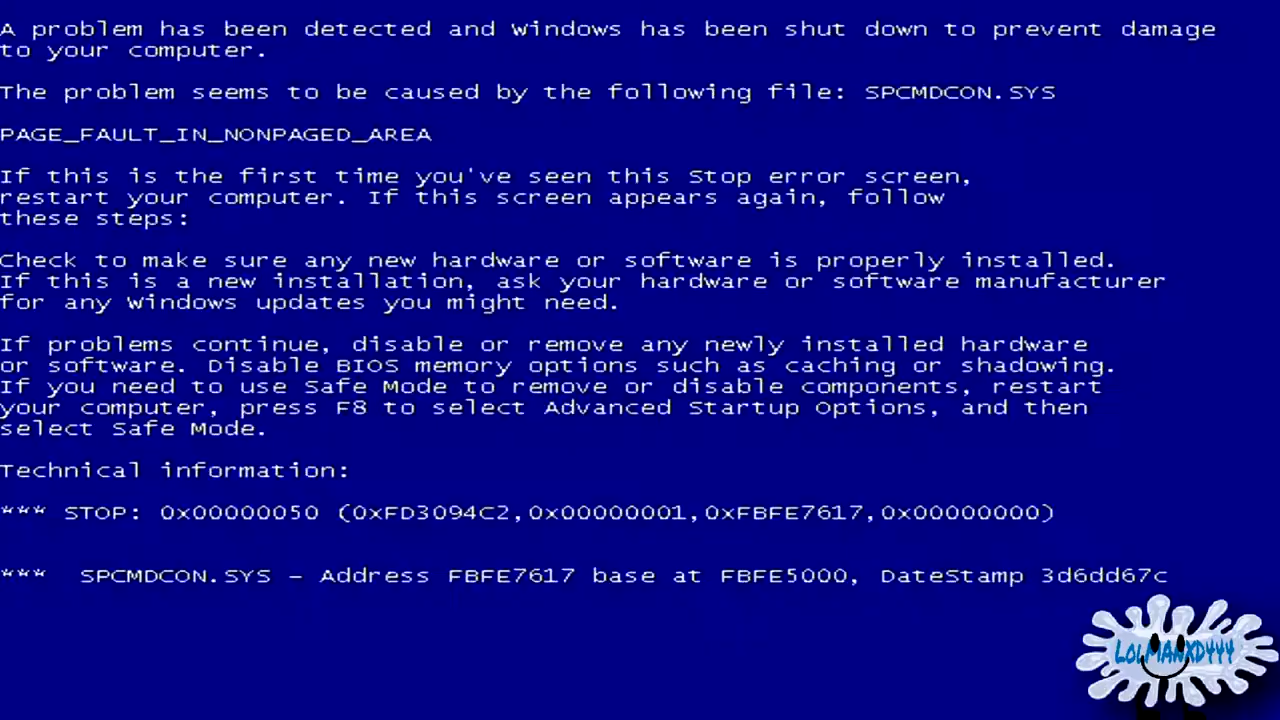 A problem has been detected and Windows has been shut down to prevent damage
to your computer.
The problem seems to be caused by the following file: SPCMDCON.SYS
PAGE_FAULT_IN_NONPAGED_AREA
If this is the first time you've seen this Stop error screen,
restart your computer. If this screen appears again, follow
these steps:
Check to make sure any new hardware or software is properly installed.
If this is a new installation, ask your hardware or software manufacturer
for any Windows updates you might need.
If problems continue, disable or remove any newly installed hardware
or software. Disable BIOS memory options such as caching or shadowing.
If you need to use Safe Mode to remove or disable components, restart
your computer, press F8 to select Advanced Startup Options, and then
select Safe Mode.
Technical information:
*** STOP: 0x00000050 (0xFD3094C2,0x00000001,0xFBFE7617,0x00000000)
*** SPCMDCON.SYS – Address FBFE7617 base at FBFE5000, DateStamp 3d6dd67c
LolManXD444